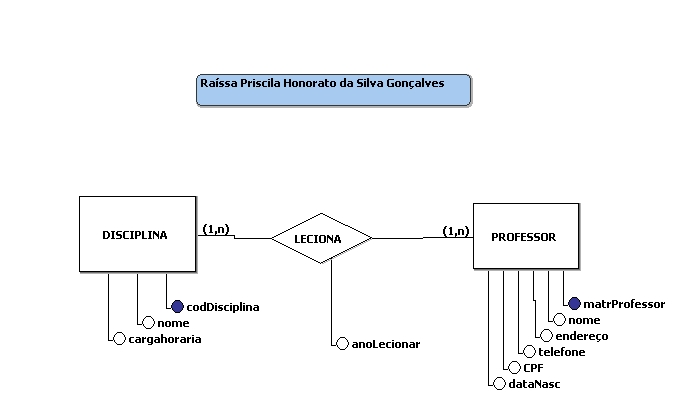 Raíssa Priscila Honorato da Silva Gonçalves
DISCIPLINA
(1,n)
LECIONA
(1,n)
PROFESSOR
codDisciplina
nome
cargahoraria
anoLecionar
matrProfessor
nome
endereço
telefone
CPF
dataNasc